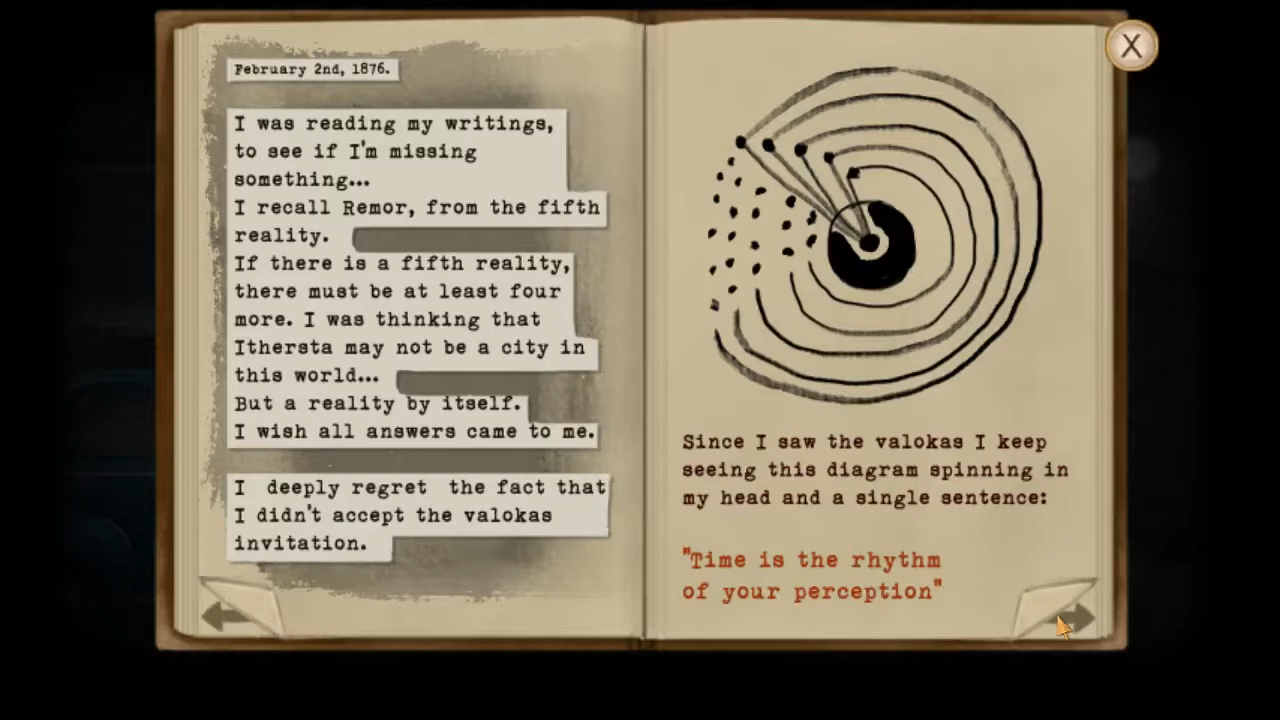 February 2nd, 1876.
I was reading my writings,
to see if I'm missing
something...
I recall Remor, from the fifth
reality.
If there is a fifth reality,
there must be at least four
more. I was thinking that
Ithersta may not be a city in
this world...
But a reality by itself.
I wish all answers came to me.
I deeply regret the fact that
I didn't accept the valokas
invitation.
Since I saw the valokas I keep
seeing this diagram spinning in
my head and a single sentence:
"Time is the rhythm
of your perception"
X